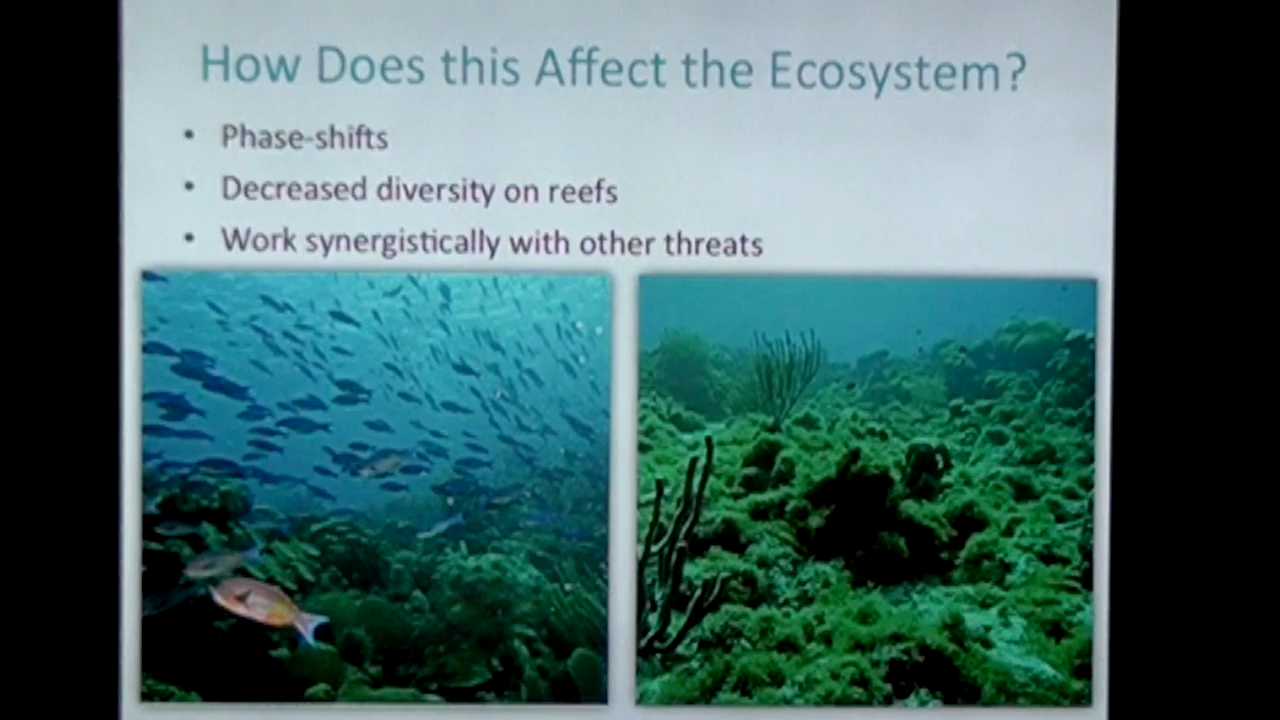 How Does this Affect the Ecosystem?
• Phase-shifts
• Decreased diversity on reefs
• Work synergistically with other threats